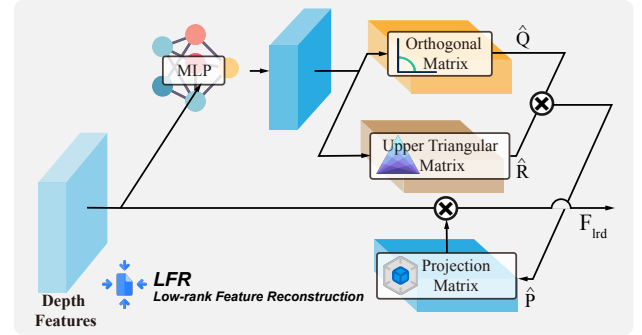 MLP
Orthogonal
Matrix
Q̂
Upper Triangular
Matrix
R̂
F_lrd
Projection
Matrix
P̂
Depth
Features
LFR
Low-rank Feature Reconstruction